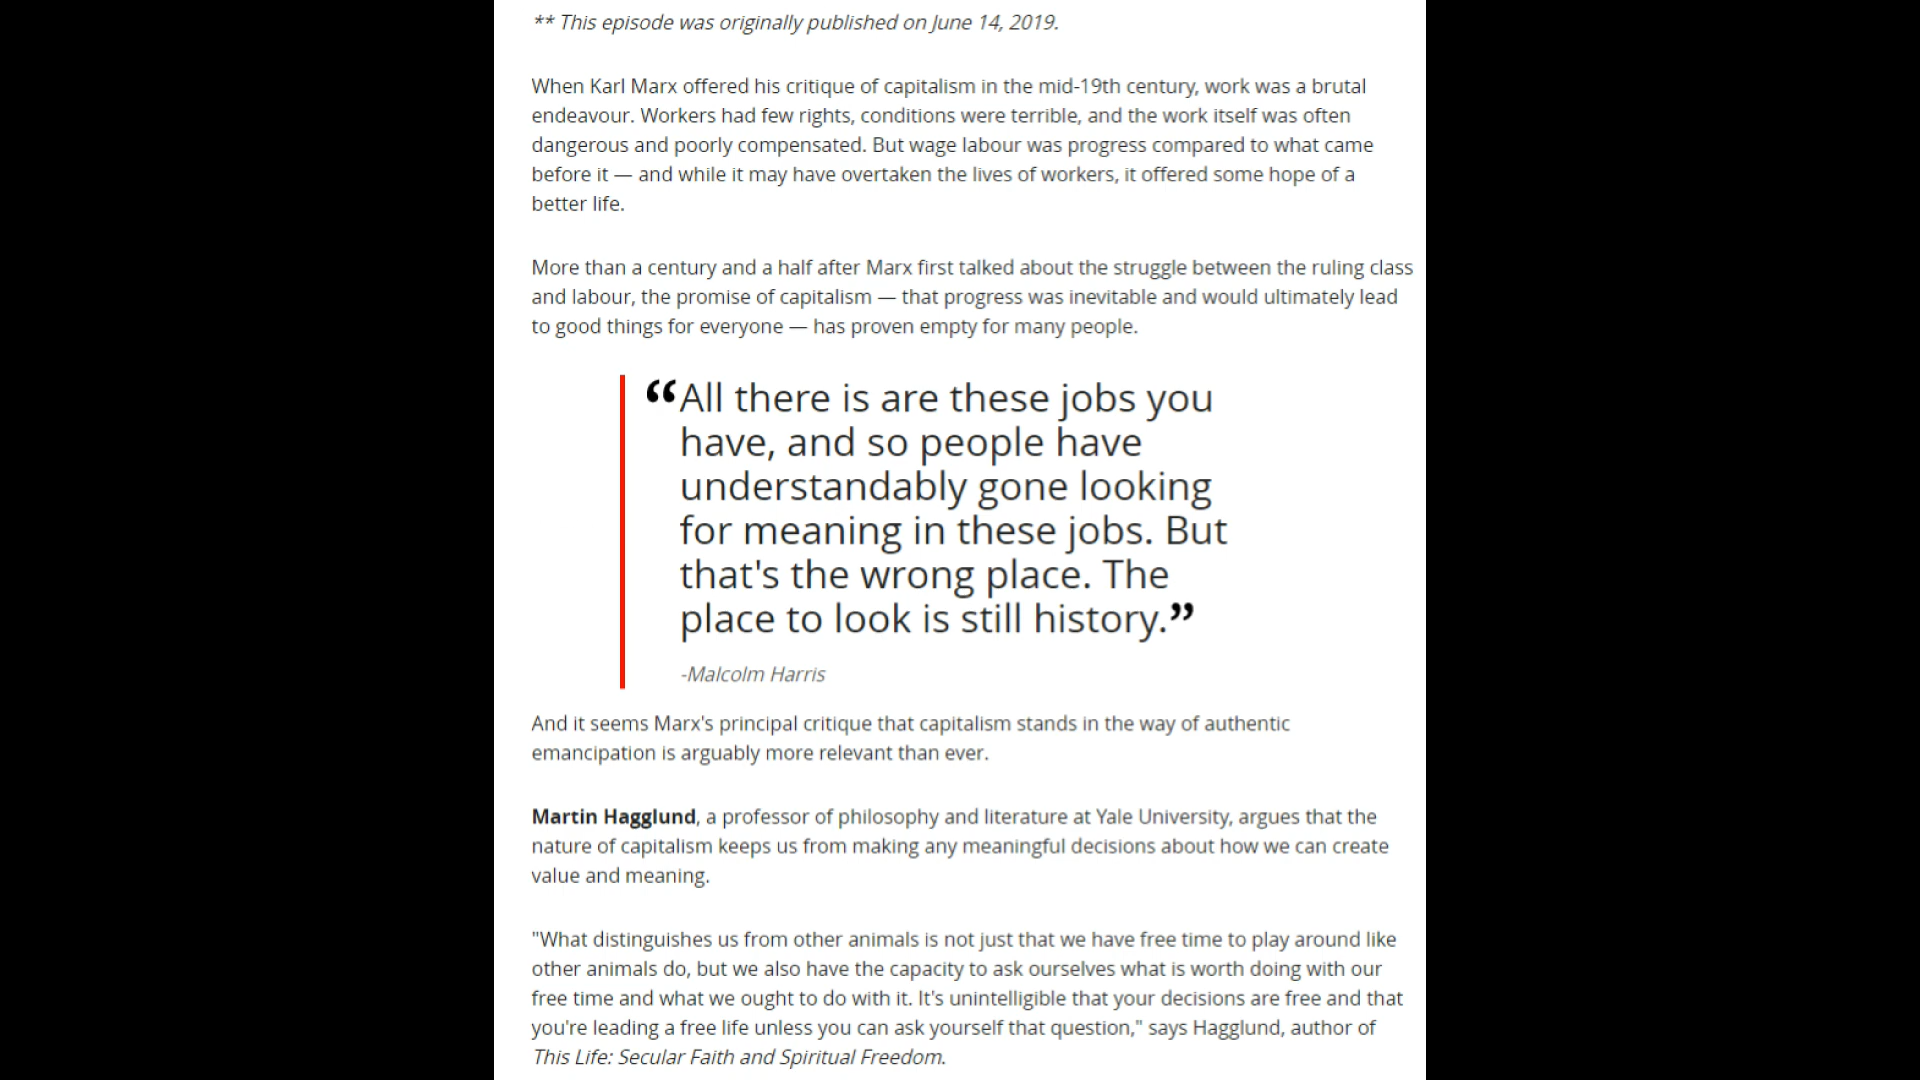 ** This episode was originally published on June 14, 2019.
When Karl Marx offered his critique of capitalism in the mid-19th century, work was a brutal
endeavour. Workers had few rights, conditions were terrible, and the work itself was often
dangerous and poorly compensated. But wage labour was progress compared to what came
before it — and while it may have overtaken the lives of workers, it offered some hope of a
better life.
More than a century and a half after Marx first talked about the struggle between the ruling class
and labour, the promise of capitalism — that progress was inevitable and would ultimately lead
to good things for everyone — has proven empty for many people.
“All there is are these jobs you
have, and so people have
understandably gone looking
for meaning in these jobs. But
that's the wrong place. The
place to look is still history.”
-Malcolm Harris
And it seems Marx's principal critique that capitalism stands in the way of authentic
emancipation is arguably more relevant than ever.
Martin Hagglund, a professor of philosophy and literature at Yale University, argues that the
nature of capitalism keeps us from making any meaningful decisions about how we can create
value and meaning.
"What distinguishes us from other animals is not just that we have free time to play around like
other animals do, but we also have the capacity to ask ourselves what is worth doing with our
free time and what we ought to do with it. It's unintelligible that your decisions are free and that
you're leading a free life unless you can ask yourself that question," says Hagglund, author of
This Life: Secular Faith and Spiritual Freedom.